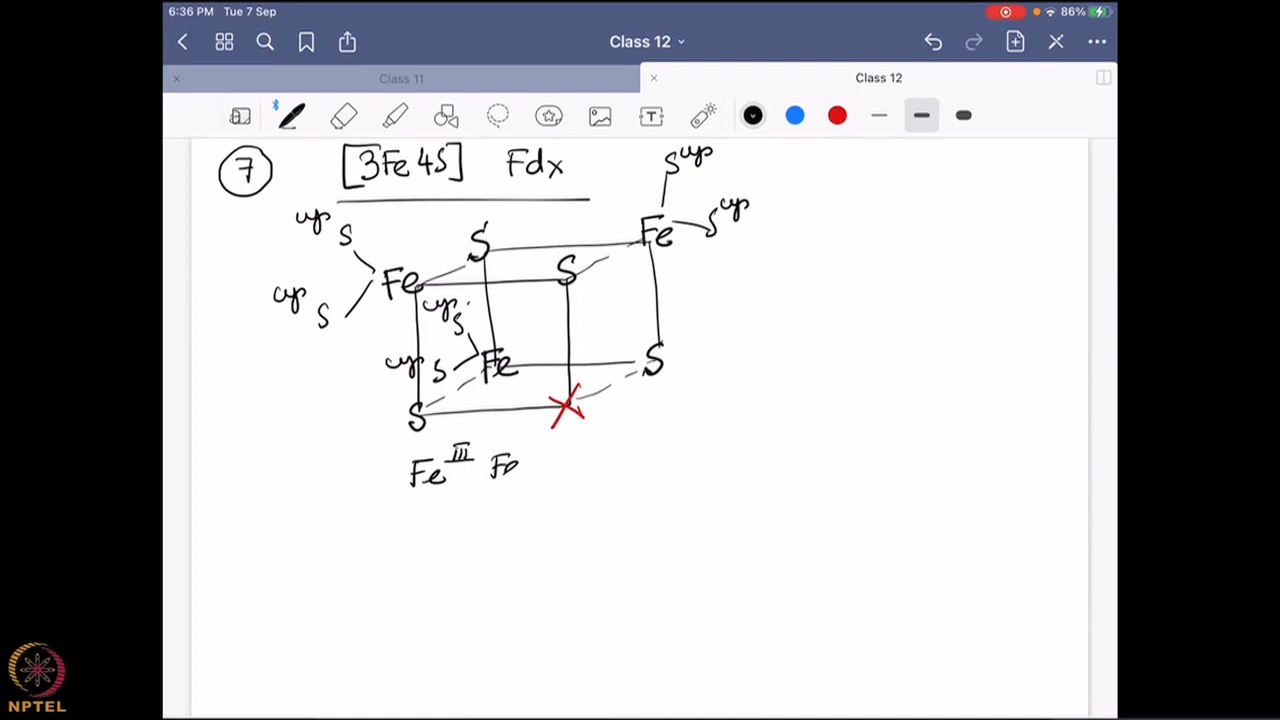 6:36 PM Tue 7 Sep 86%
Class 12
Class 11 Class 12
T
7 [3Fe 4S] Fdx
S cys
cys S S Fe S cys
Fe S
cys S
cys S
cys S Fe S
S
Fe III Fe
NPTEL